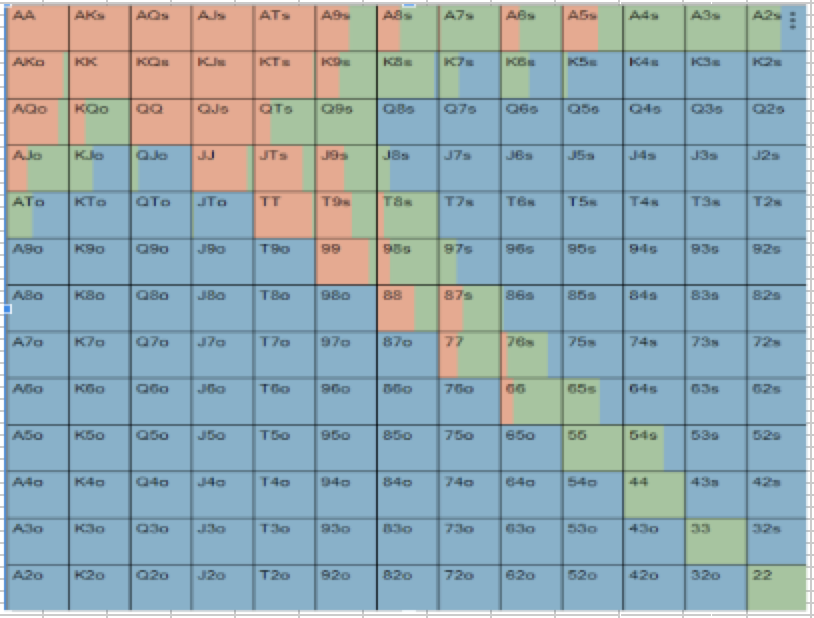 AA AKs AQs AJs ATs A9s A8s A7s A6s A5s A4s A3s A2s
AKo KK KQs KJs KTs K9s K8s K7s K6s K5s K4s K3s K2s
AQo KQo QQ QJs QTs Q9s Q8s Q7s Q6s Q5s Q4s Q3s Q2s
AJo KJo QJo JJ JTs J9s J8s J7s J6s J5s J4s J3s J2s
ATo KTo QTo JTo TT T9s T8s T7s T6s T5s T4s T3s T2s
A9o K9o Q9o J9o T9o 99 98s 97s 96s 95s 94s 93s 92s
A8o K8o Q8o J8o T8o 98o 88 87s 86s 85s 84s 83s 82s
A7o K7o Q7o J7o T7o 97o 87o 77 76s 75s 74s 73s 72s
A6o K6o Q6o J6o T6o 96o 86o 76o 66 65s 64s 63s 62s
A5o K5o Q5o J5o T5o 95o 85o 75o 65o 55 54s 53s 52s
A4o K4o Q4o J4o T4o 94o 84o 74o 64o 54o 44 43s 42s
A3o K3o Q3o J3o T3o 93o 83o 73o 63o 53o 43o 33 32s
A2o K2o Q2o J2o T2o 92o 82o 72o 62o 52o 42o 32o 22